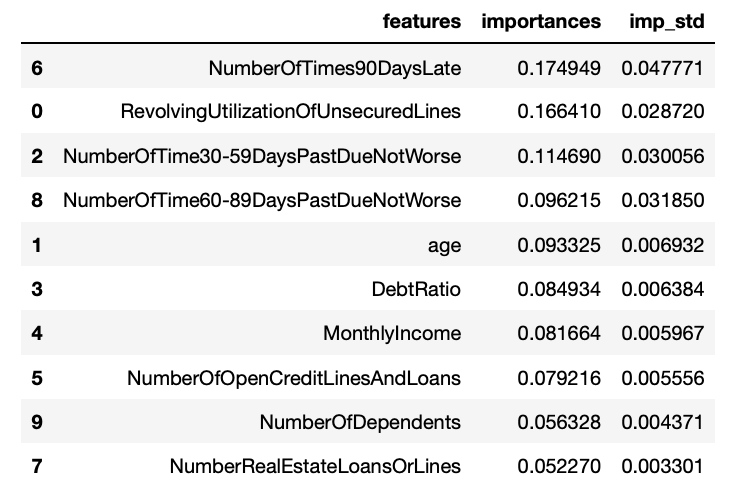 features importances imp_std
6 NumberOfTimes90DaysLate 0.174949 0.047771
0 RevolvingUtilizationOfUnsecuredLines 0.166410 0.028720
2 NumberOfTime30-59DaysPastDueNotWorse 0.114690 0.030056
8 NumberOfTime60-89DaysPastDueNotWorse 0.096215 0.031850
1 age 0.093325 0.006932
3 DebtRatio 0.084934 0.006384
4 MonthlyIncome 0.081664 0.005967
5 NumberOfOpenCreditLinesAndLoans 0.079216 0.005556
9 NumberOfDependents 0.056328 0.004371
7 NumberRealEstateLoansOrLines 0.052270 0.003301